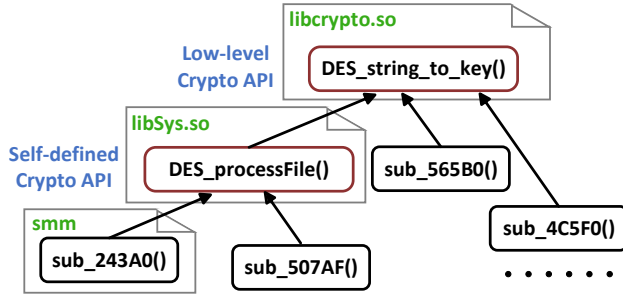 libcrypto.so
Low-level
Crypto API
DES_string_to_key()
libSys.so
Self-defined
Crypto API
DES_processFile()
sub_565B0()
smm
sub_4C5F0()
sub_243A0()
sub_507AF()
......